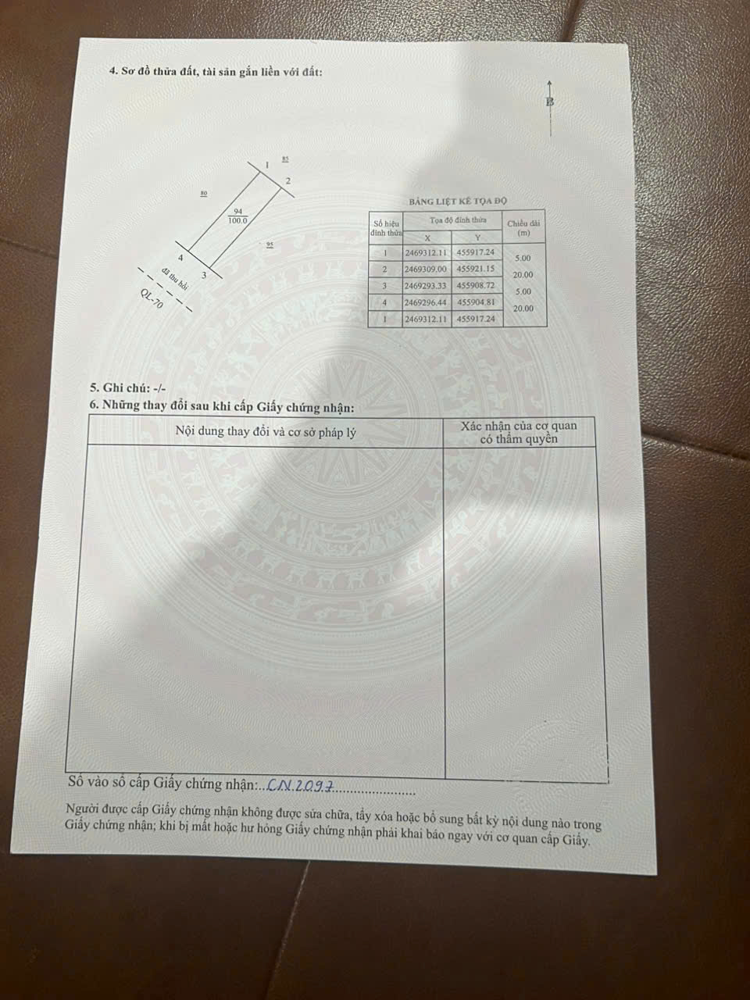 4. Sơ đồ thửa đất, tài sản gắn liền với đất:
B
1
85
2
80
94
100.0
95
4
3
đã thu hồi
QL-70
BẢNG LIỆT KÊ TỌA ĐỘ
Số hiệu đỉnh thửa | Tọa độ đỉnh thửa | Chiều dài (m)
X | Y
1 | 2469312.11 | 455917.24
5.00
2 | 2469309.00 | 455921.15
20.00
3 | 2469293.33 | 455908.72
5.00
4 | 2469296.44 | 455904.81
20.00
1 | 2469312.11 | 455917.24
5. Ghi chú: -/-
6. Những thay đổi sau khi cấp Giấy chứng nhận:
Nội dung thay đổi và cơ sở pháp lý | Xác nhận của cơ quan có thẩm quyền
Số vào sổ cấp Giấy chứng nhận:...CN.2097...
Người được cấp Giấy chứng nhận không được sửa chữa, tẩy xóa hoặc bổ sung bất kỳ nội dung nào trong
Giấy chứng nhận; khi bị mất hoặc hư hỏng Giấy chứng nhận phải khai báo ngay với cơ quan cấp Giấy.